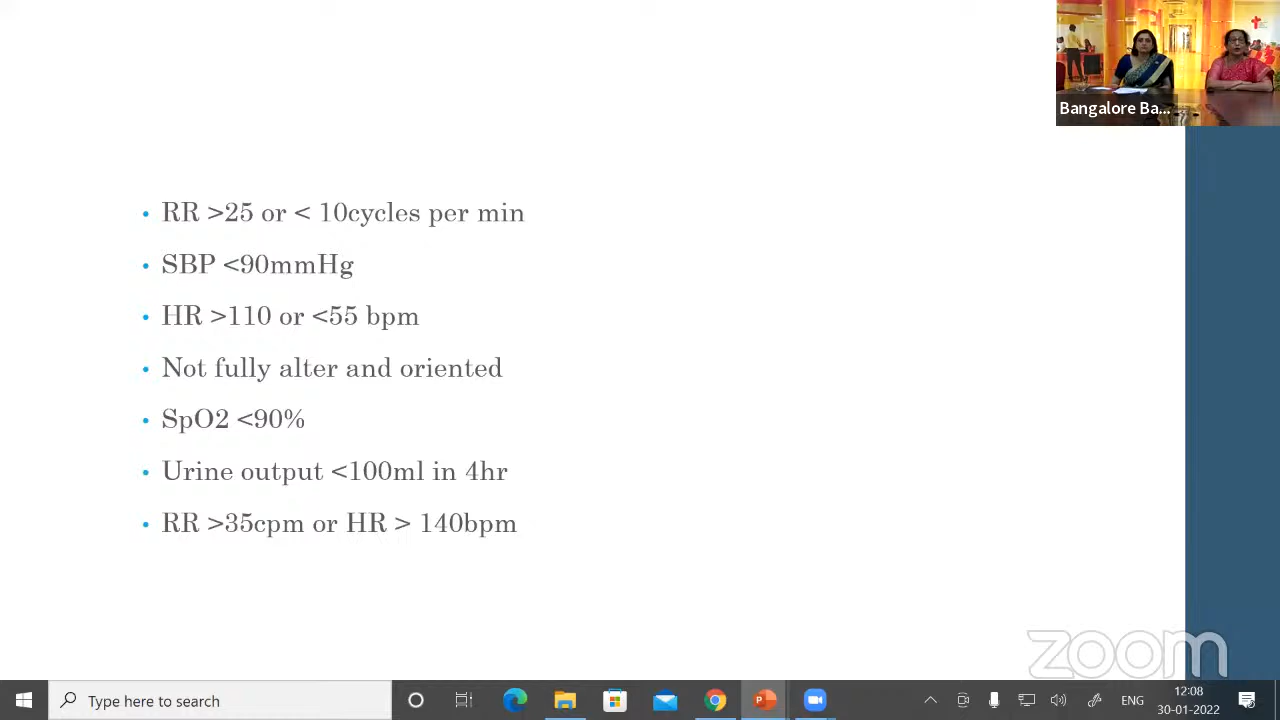 Bangalore Ba...
• RR >25 or < 10cycles per min
• SBP <90mmHg
• HR >110 or <55 bpm
• Not fully alter and oriented
• SpO2 <90%
• Urine output <100ml in 4hr
• RR >35cpm or HR > 140bpm
zoom
Type here to search
ENG
12:08
30-01-2022